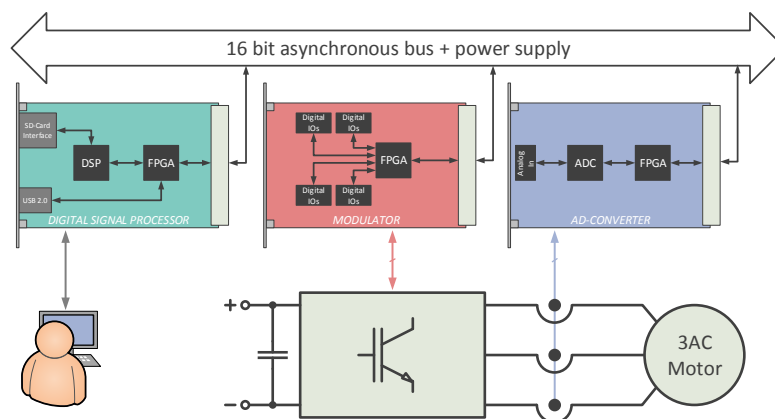 16 bit asynchronous bus + power supply
SD-Card
Interface
DSP
FPGA
USB 2.0
DIGITAL SIGNAL PROCESSOR
Digital
IOs
Digital
IOs
FPGA
Digital
IOs
Digital
IOs
MODULATOR
Analog
in
ADC
FPGA
AD-CONVERTER
+
−
3AC
Motor